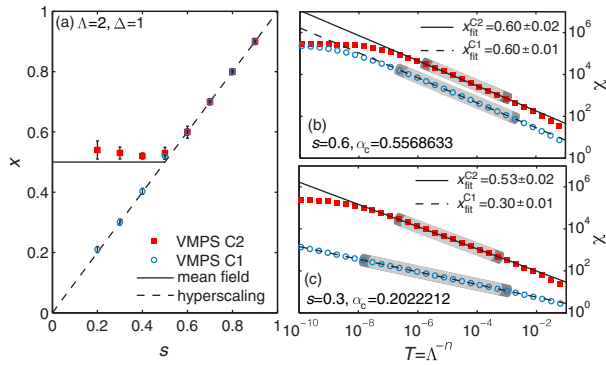 (a) Λ=2, Δ=1
1
0.8
0.6
0.4
0.2
0
x
0
0.2
0.4
0.6
0.8
1
s
VMPS C2
VMPS C1
mean field
hyperscaling
x_fit^C2=0.60±0.02
x_fit^C1=0.60±0.01
(b)
s=0.6, α_c=0.5568633
10^6
10^4
10^2
10^0
χ
x_fit^C2=0.53±0.02
x_fit^C1=0.30±0.01
(c)
s=0.3, α_c=0.2022212
10^6
10^4
10^2
10^0
χ
10^−10
10^−8
10^−6
10^−4
10^−2
T=Λ^−n